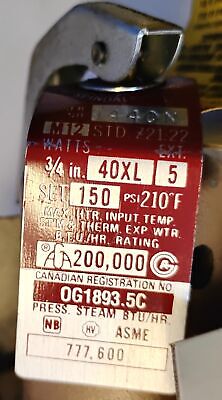 M12 STD Z21.22
WATTS EXT.
3/4 in. 40XL 5
SET 150 PSI 210°F
MAX. HTR. INPUT, TEMP.
STM & THERM. EXP WTR.
B.T.U/HR. RATING
200,000
CANADIAN REGISTRATION NO
OG1893.5C
PRESS. STEAM BTU/HR.
NB HV ASME
777,600